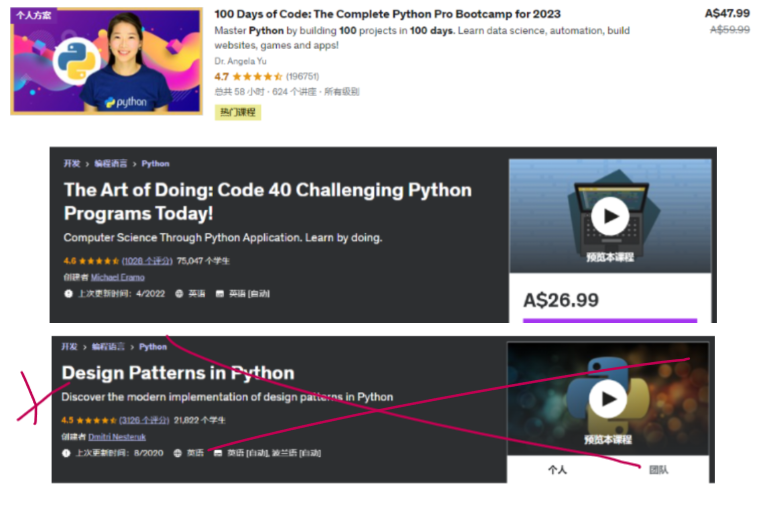 个人方案
python
100 Days of Code: The Complete Python Pro Bootcamp for 2023
A$47.99
Master Python by building 100 projects in 100 days. Learn data science, automation, build
A$59.99
websites, games and apps!
Dr. Angela Yu
4.7 (196751)
总共 58 小时 · 624 个讲座 · 所有级别
热门课程
开发 > 编程语言 > Python
The Art of Doing: Code 40 Challenging Python
Programs Today!
Computer Science Through Python Application. Learn by doing.
4.6 (1028 个评分) 75,047 个学生
创建者 Michael Eramo
上次更新时间: 4/2022 英语 英语 [自动]
预览本课程
A$26.99
开发 > 编程语言 > Python
Design Patterns in Python
Discover the modern implementation of design patterns in Python
4.5 (3126 个评分) 21,822 个学生
创建者 Dmitri Nesteruk
上次更新时间: 8/2020 英语 英语 [自动], 波兰语 [自动]
预览本课程
个人 团队